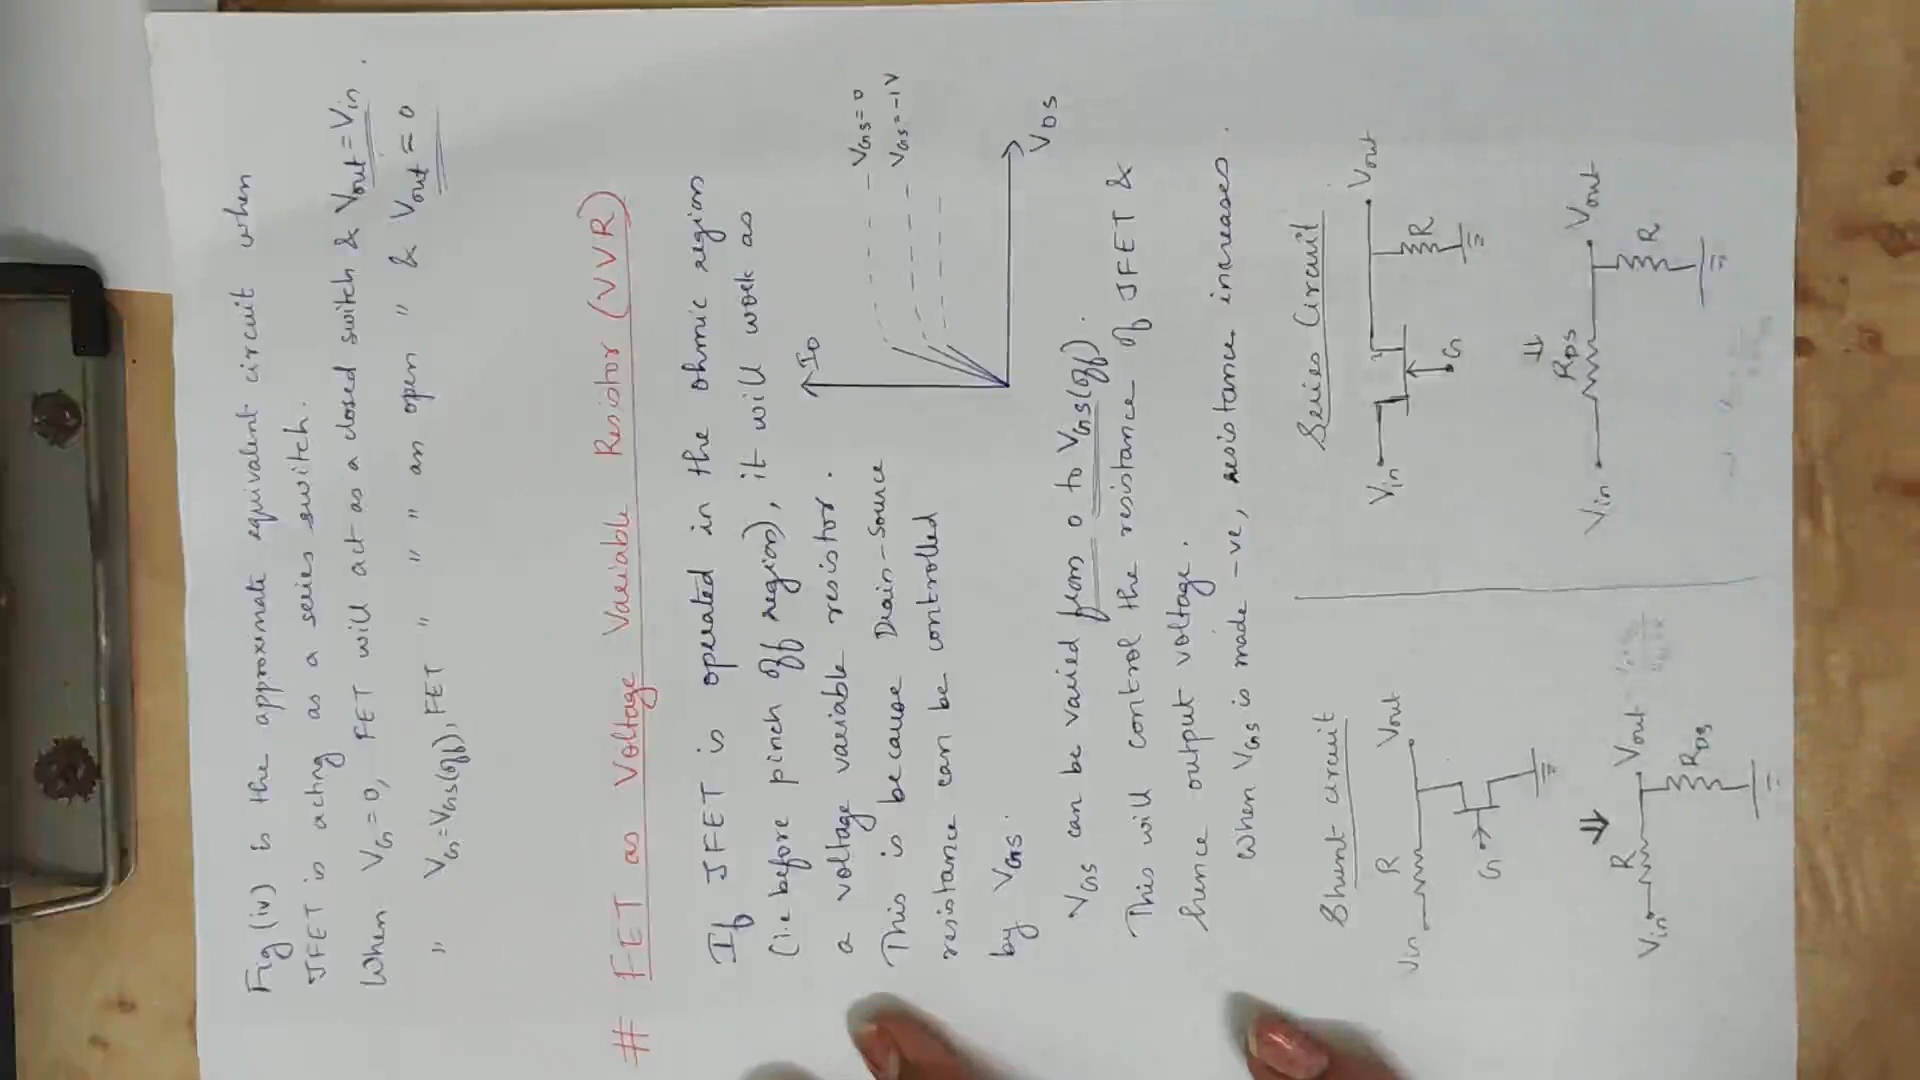 Fig (iv) is the approximate equivalent circuit when
JFET is acting as a series switch.
When VG = 0, FET will act as a closed switch & Vout = Vin.
" VG = VGS(off), FET " " " an open " & Vout ≈ 0
# FET as Voltage Variable Resistor (VVR)
If JFET is operated in the ohmic region
(i.e before pinch off region), it will work as
a voltage variable resistor.
This is because Drain-Source
resistance can be controlled
by VGS.
ID
VGS = 0
VGS = -1V
VDS
VGS can be varied from 0 to VGS(off).
This will control the resistance of JFET &
hence output voltage.
When VGS is made -ve, resistance increases.
Shunt circuit
Vin R Vout
G
⇓
Vin R Vout
RDS
Series Circuit
Vin Vout
G R
⇓
Vin RDS Vout
R